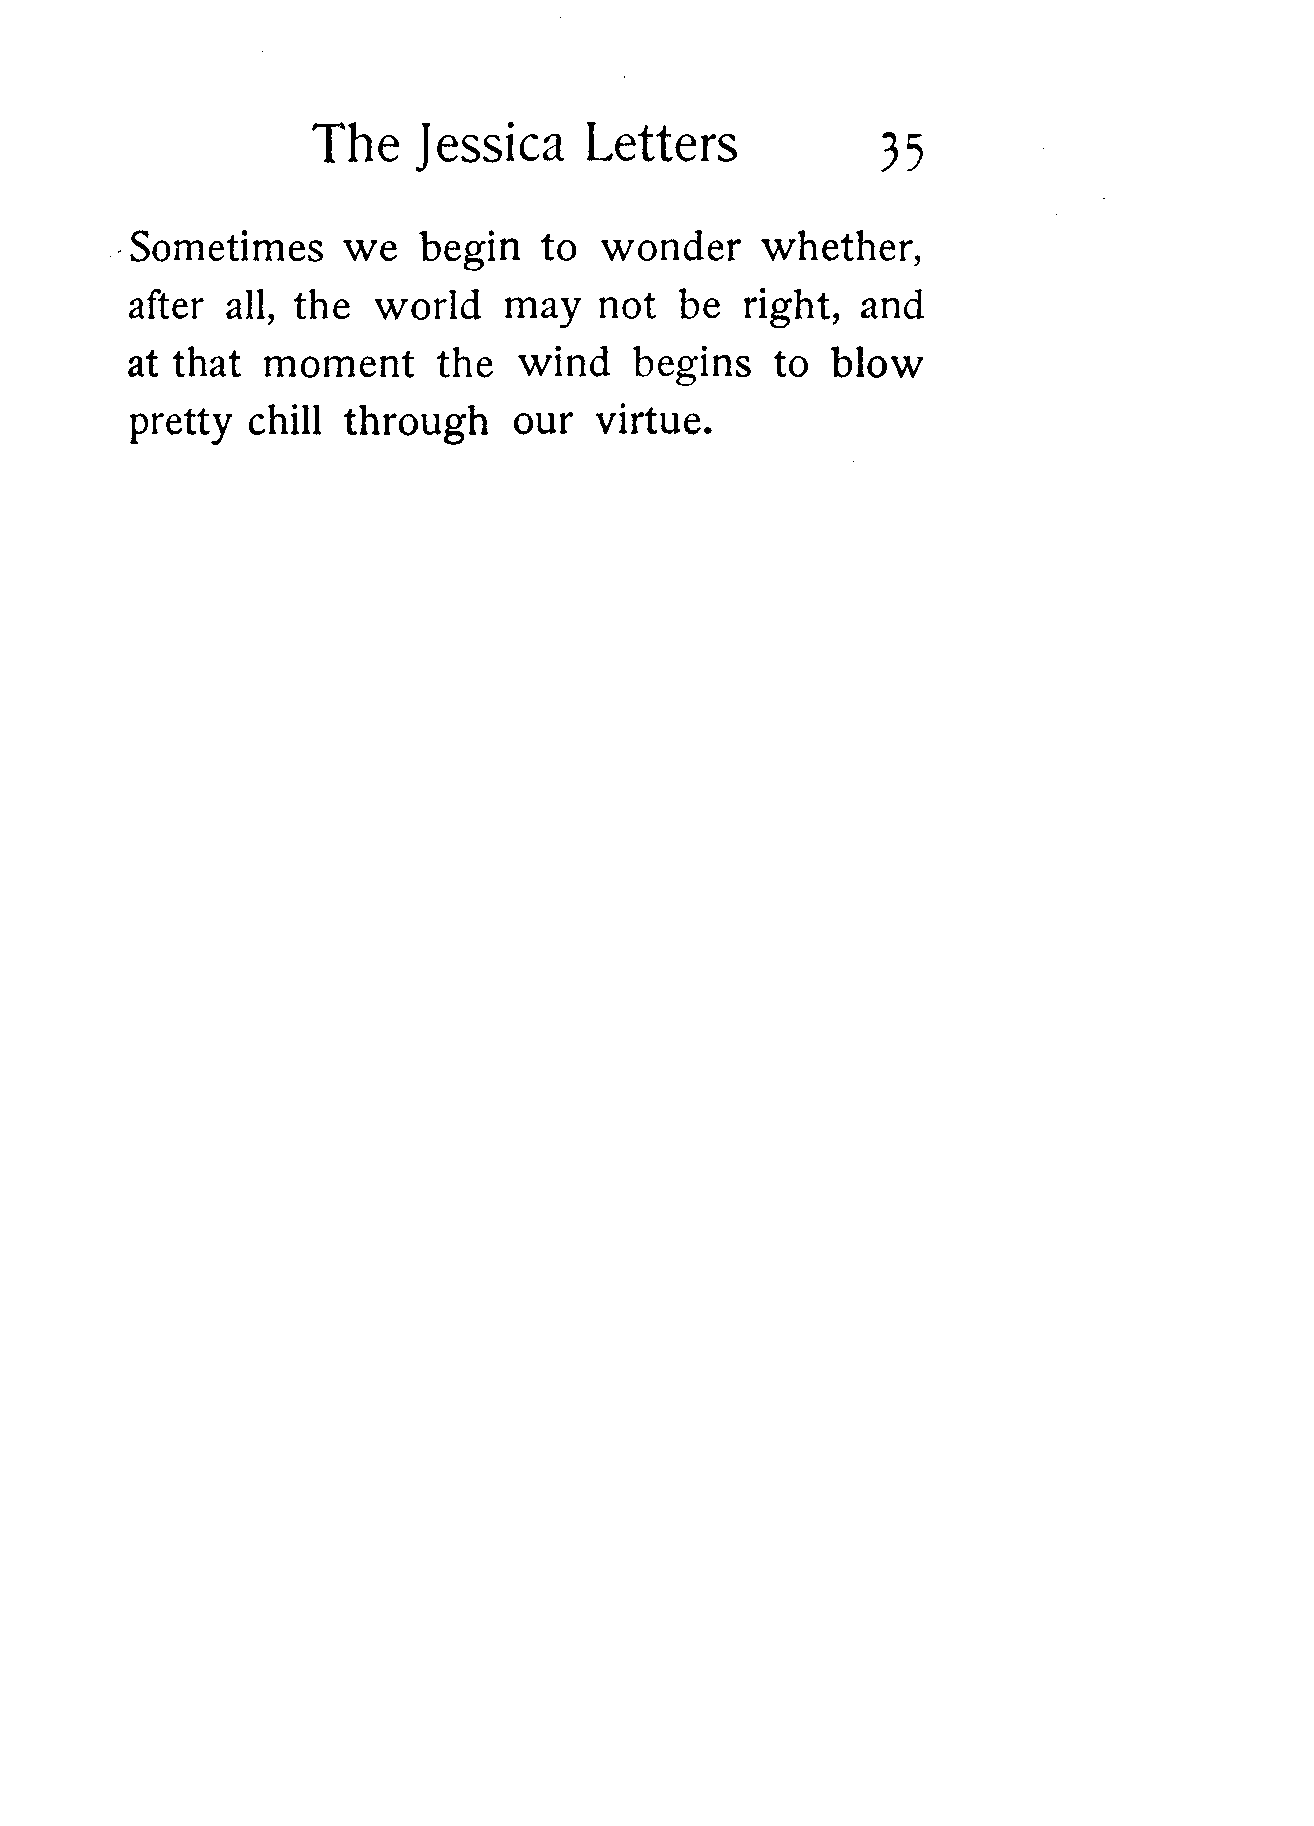 The Jessica Letters 35
Sometimes we begin to wonder whether,
after all, the world may not be right, and
at that moment the wind begins to blow
pretty chill through our virtue.